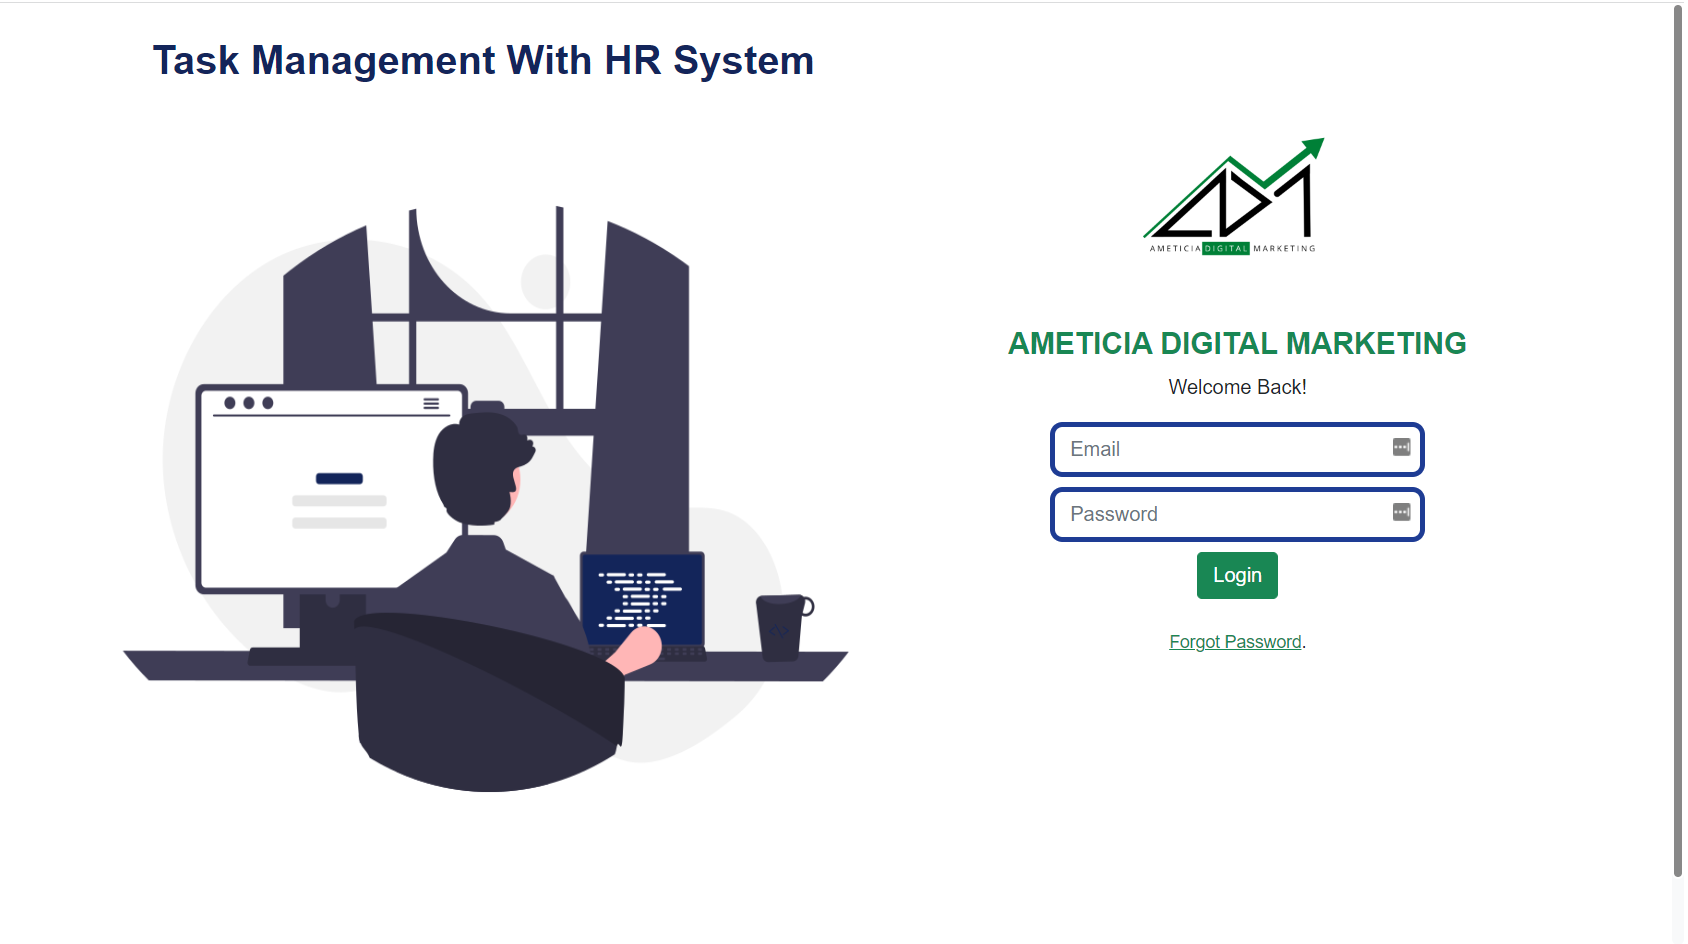 Task Management With HR System
AMETICIA DIGITAL MARKETING
AMETICIA DIGITAL MARKETING
Welcome Back!
Email
Password
Login
Forgot Password.